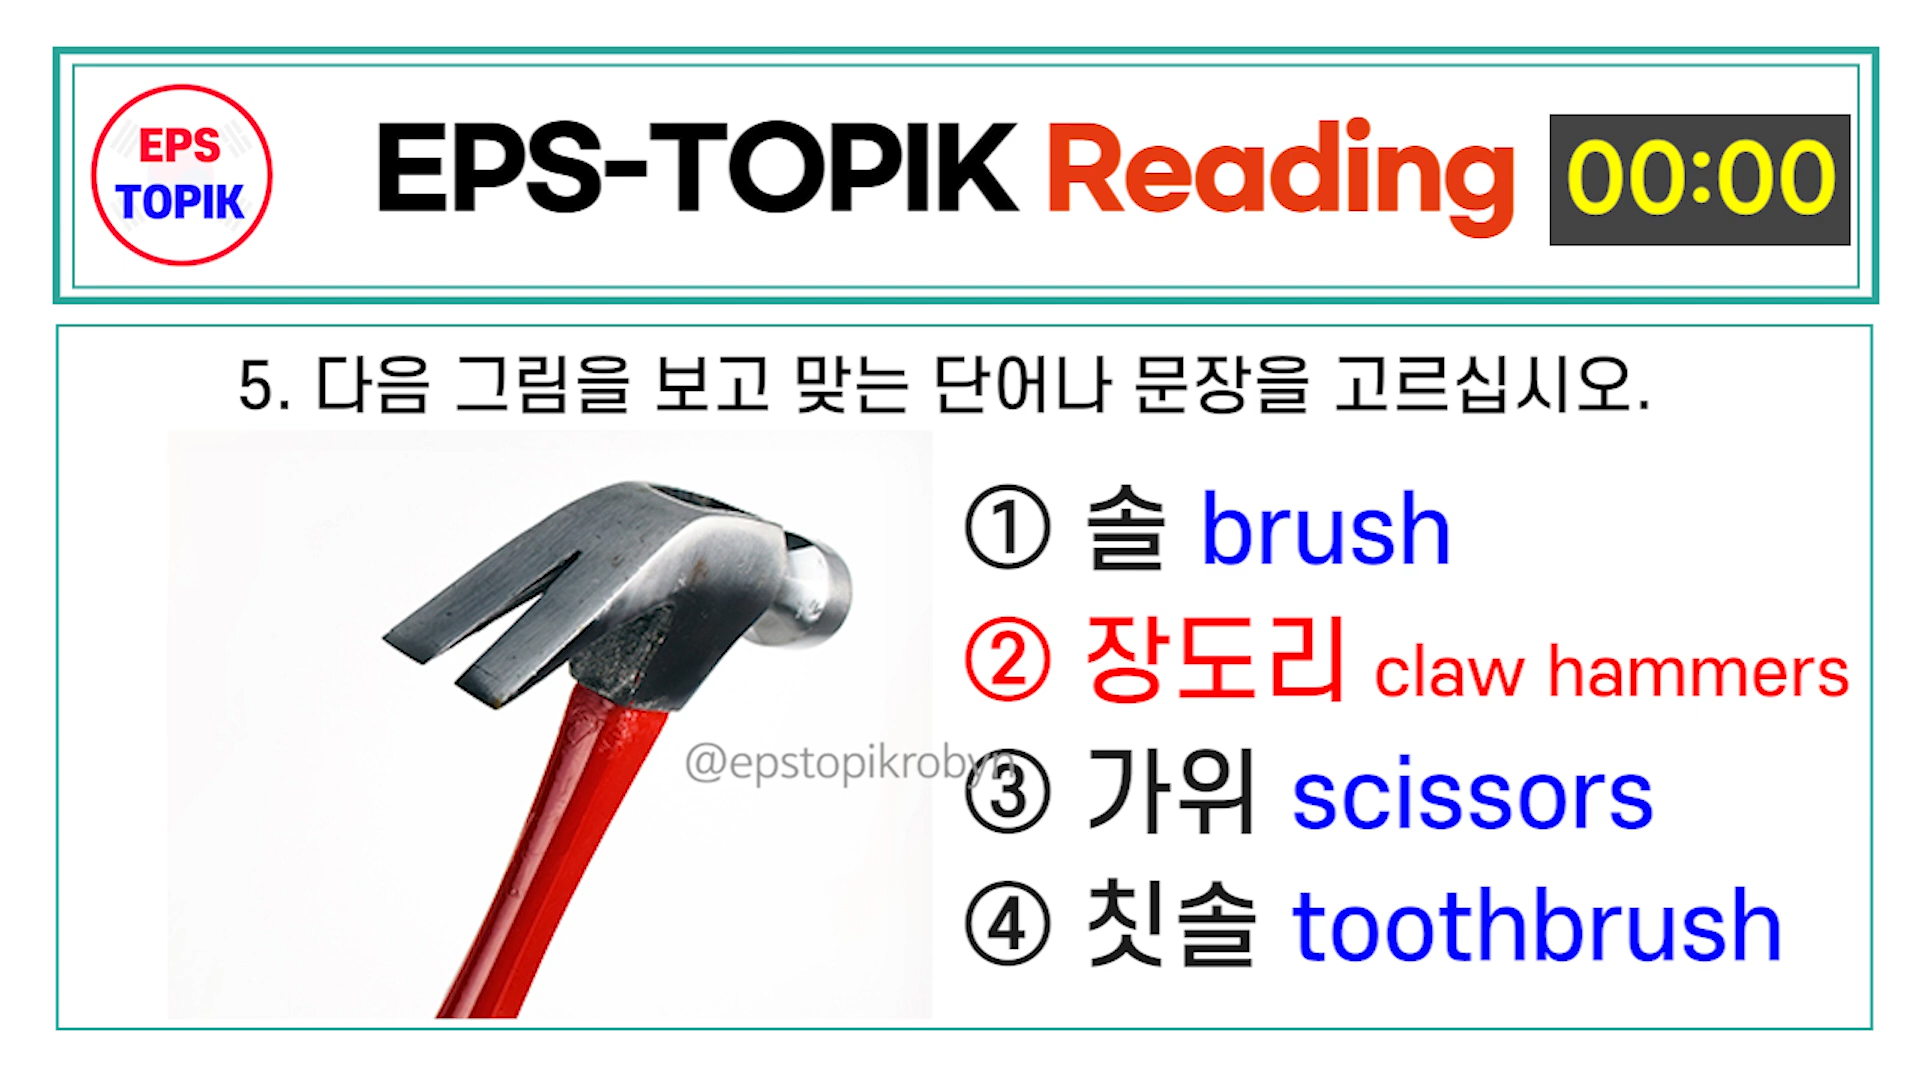 EPS
TOPIK
EPS-TOPIK Reading
00:00
5. 다음 그림을 보고 맞는 단어나 문장을 고르십시오.
① 솔 brush
② 장도리 claw hammers
@epstopikrobyn
③ 가위 scissors
④ 칫솔 toothbrush